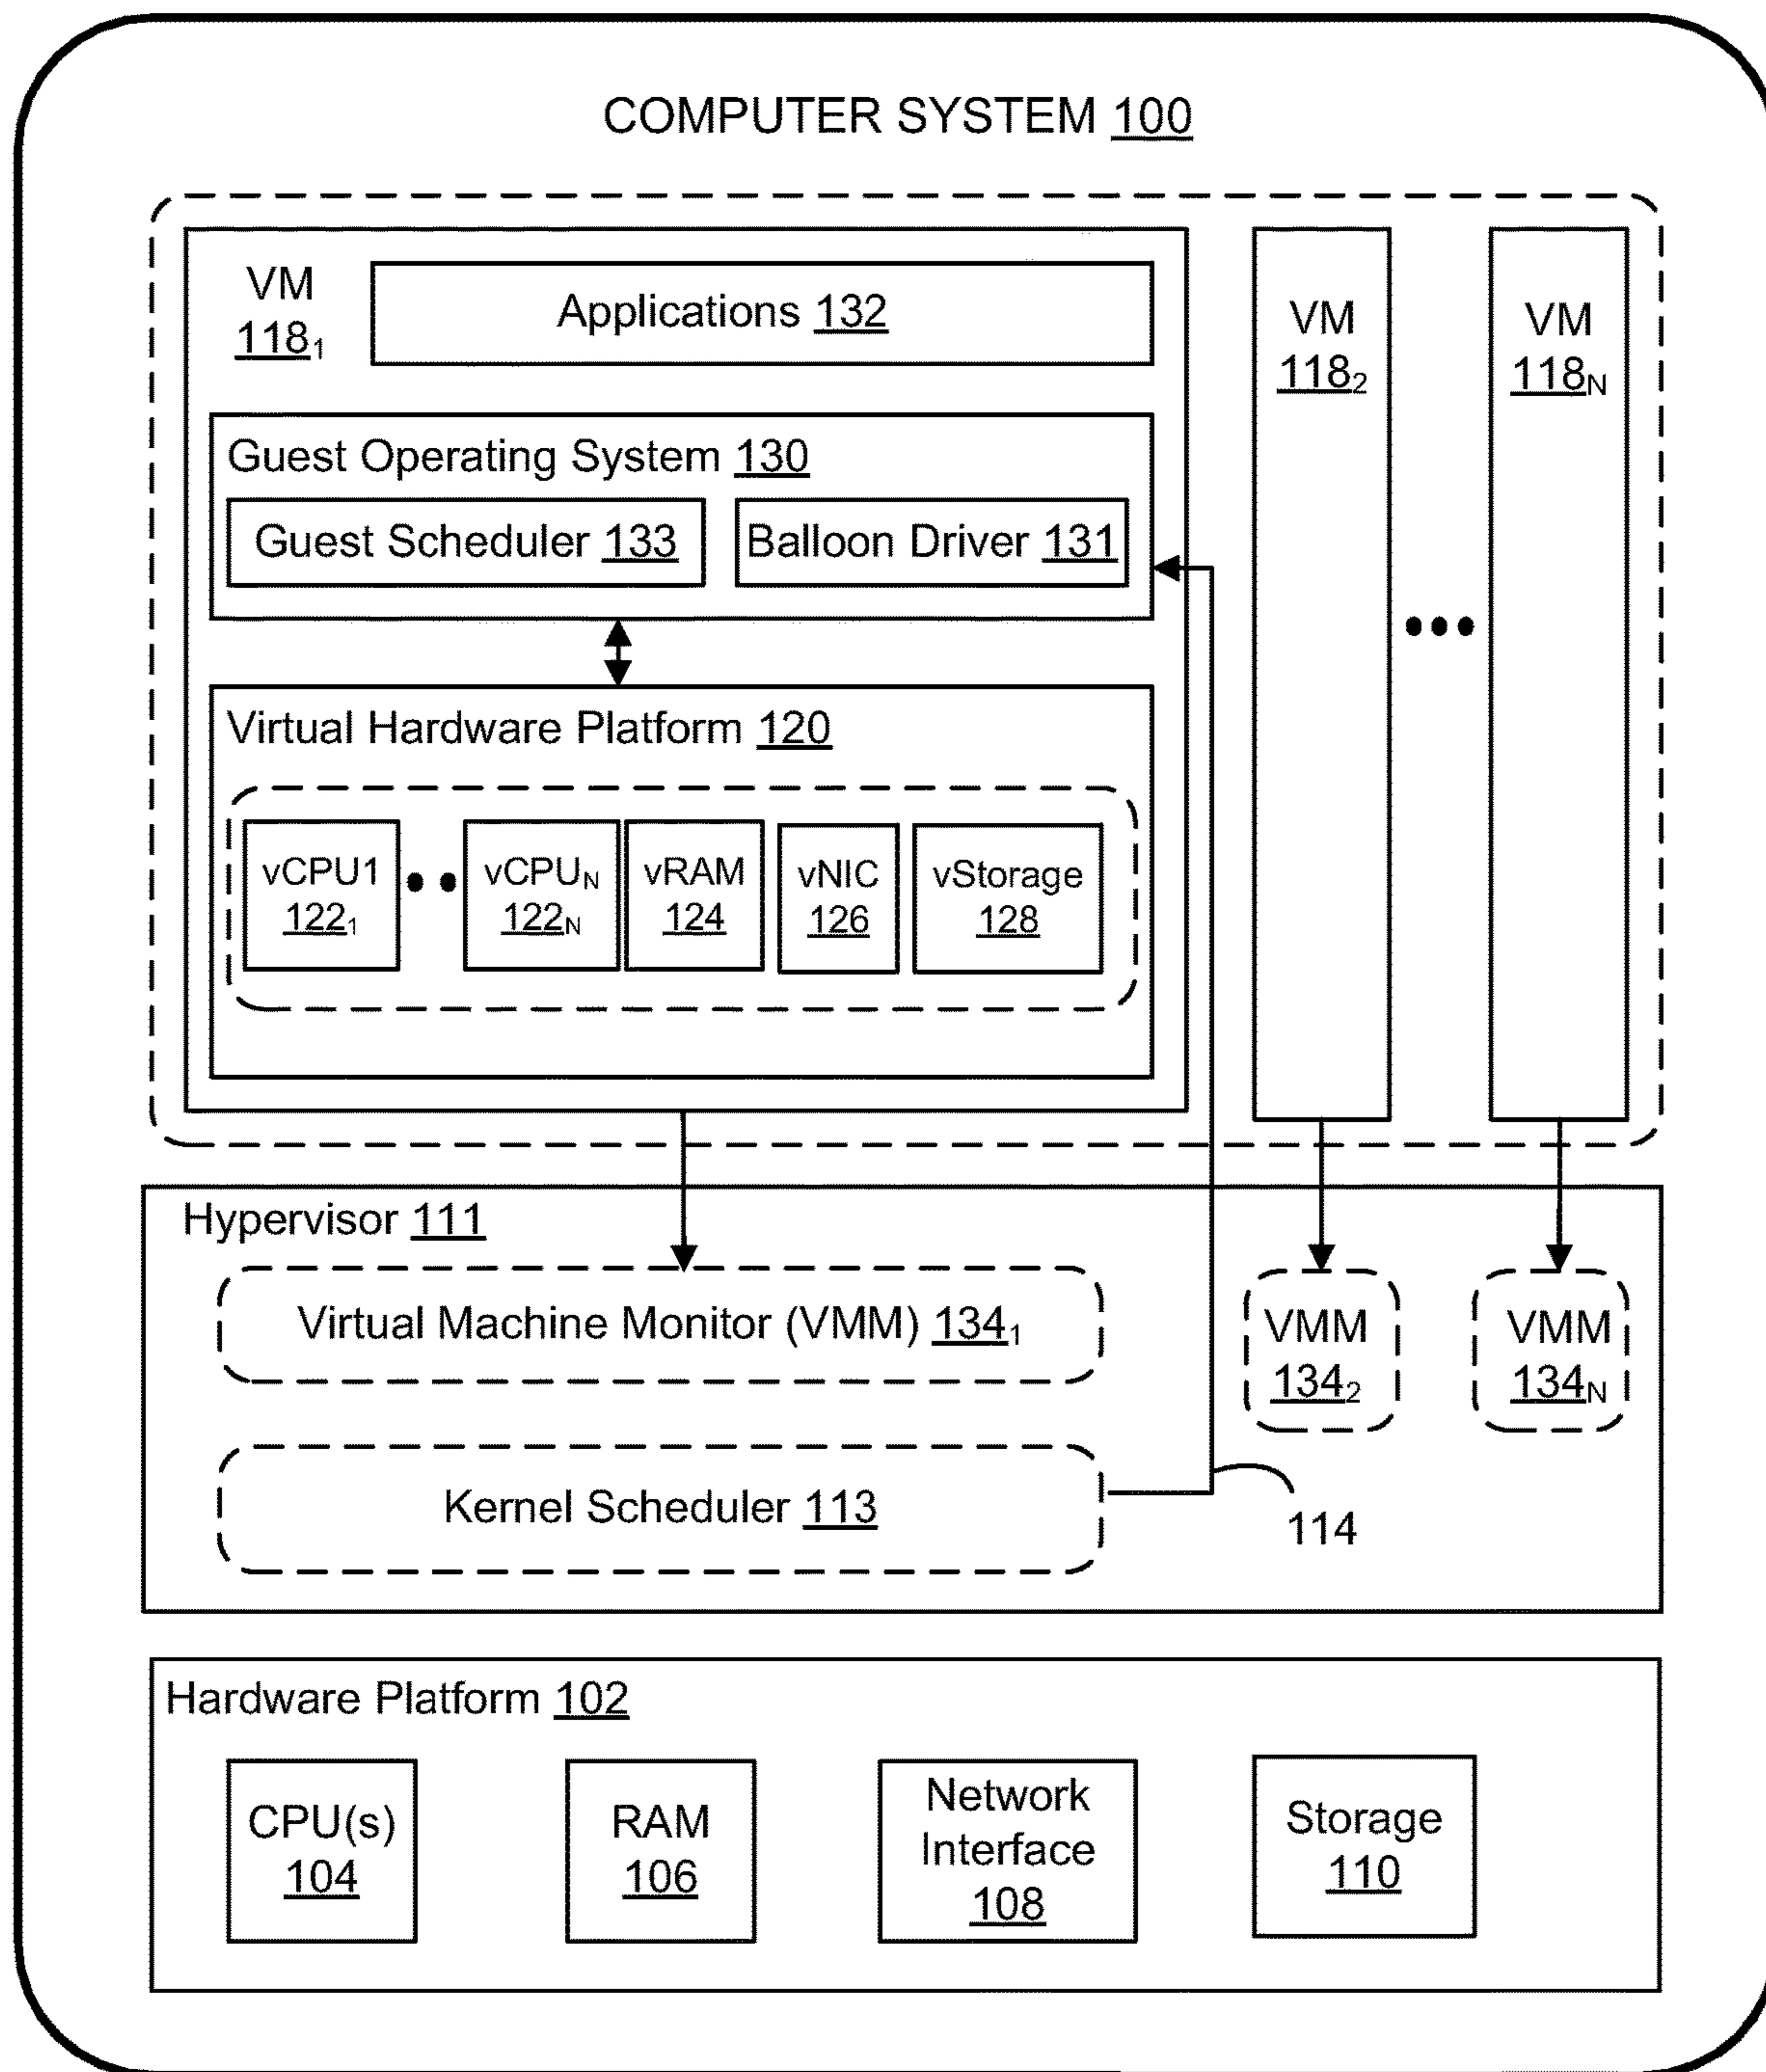 COMPUTER SYSTEM 100
VM
118₁
Applications 132
VM
118₂
VM
118N
Guest Operating System 130
Guest Scheduler 133
Balloon Driver 131
Virtual Hardware Platform 120
vCPU1
122₁
vCPUN
122N
vRAM
124
vNIC
126
vStorage
128
Hypervisor 111
Virtual Machine Monitor (VMM) 134₁
VMM
134₂
VMM
134N
Kernel Scheduler 113
114
Hardware Platform 102
CPU(s)
104
RAM
106
Network
Interface
108
Storage
110